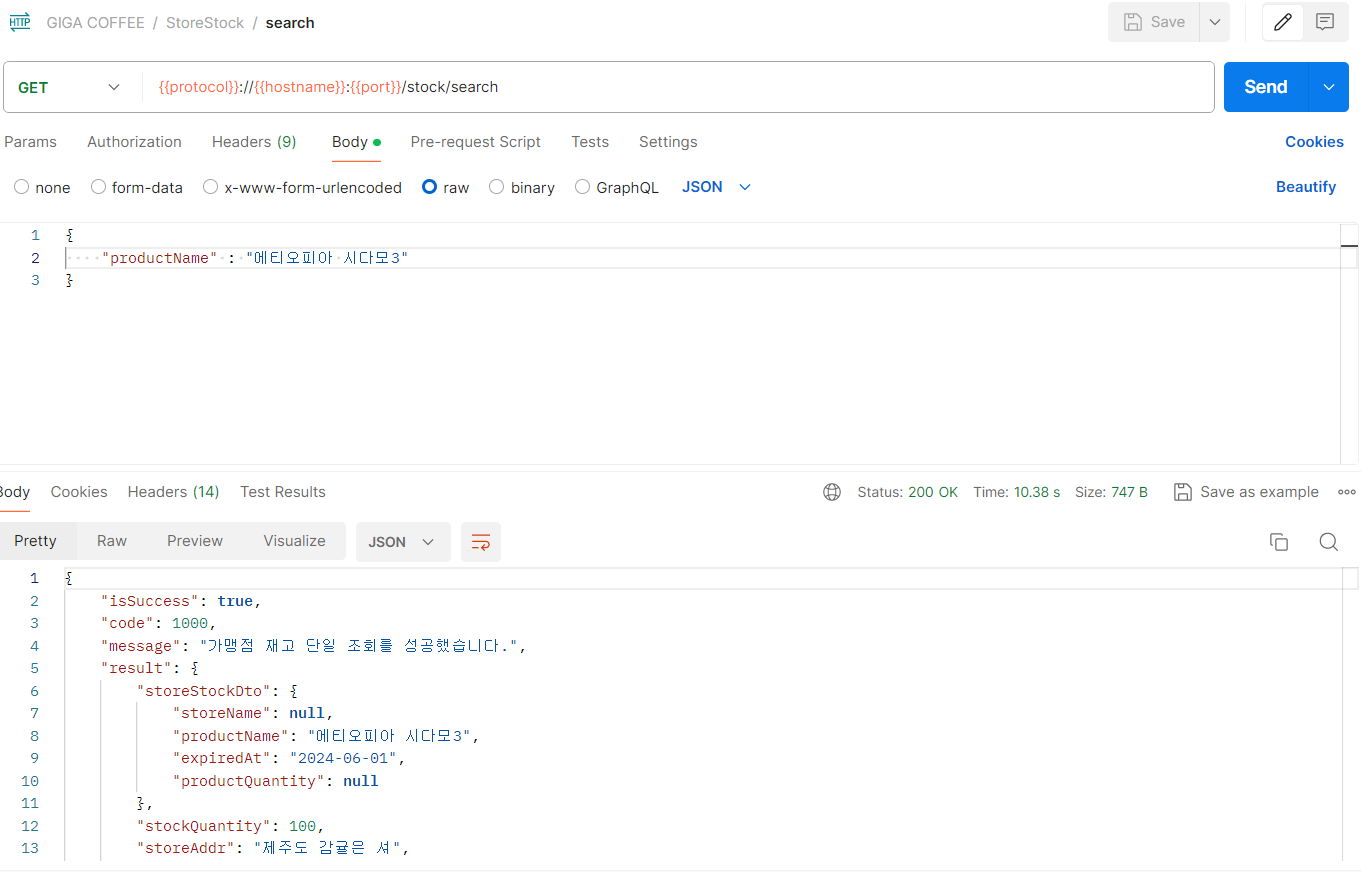 HTTP GIGA COFFEE / StoreStock / search Save
GET {{protocol}}://{{hostname}}:{{port}}/stock/search Send
Params Authorization Headers (9) Body Pre-request Script Tests Settings Cookies
none form-data x-www-form-urlencoded raw binary GraphQL JSON Beautify
1 {
2 "productName" : "에티오피아 시다모3"
3 }
Body Cookies Headers (14) Test Results Status: 200 OK Time: 10.38 s Size: 747 B Save as example
Pretty Raw Preview Visualize JSON
1 {
2 "isSuccess": true,
3 "code": 1000,
4 "message": "가맹점 재고 단일 조회를 성공했습니다.",
5 "result": {
6 "storeStockDto": {
7 "storeName": null,
8 "productName": "에티오피아 시다모3",
9 "expiredAt": "2024-06-01",
10 "productQuantity": null
11 },
12 "stockQuantity": 100,
13 "storeAddr": "제주도 감귤은 셔",